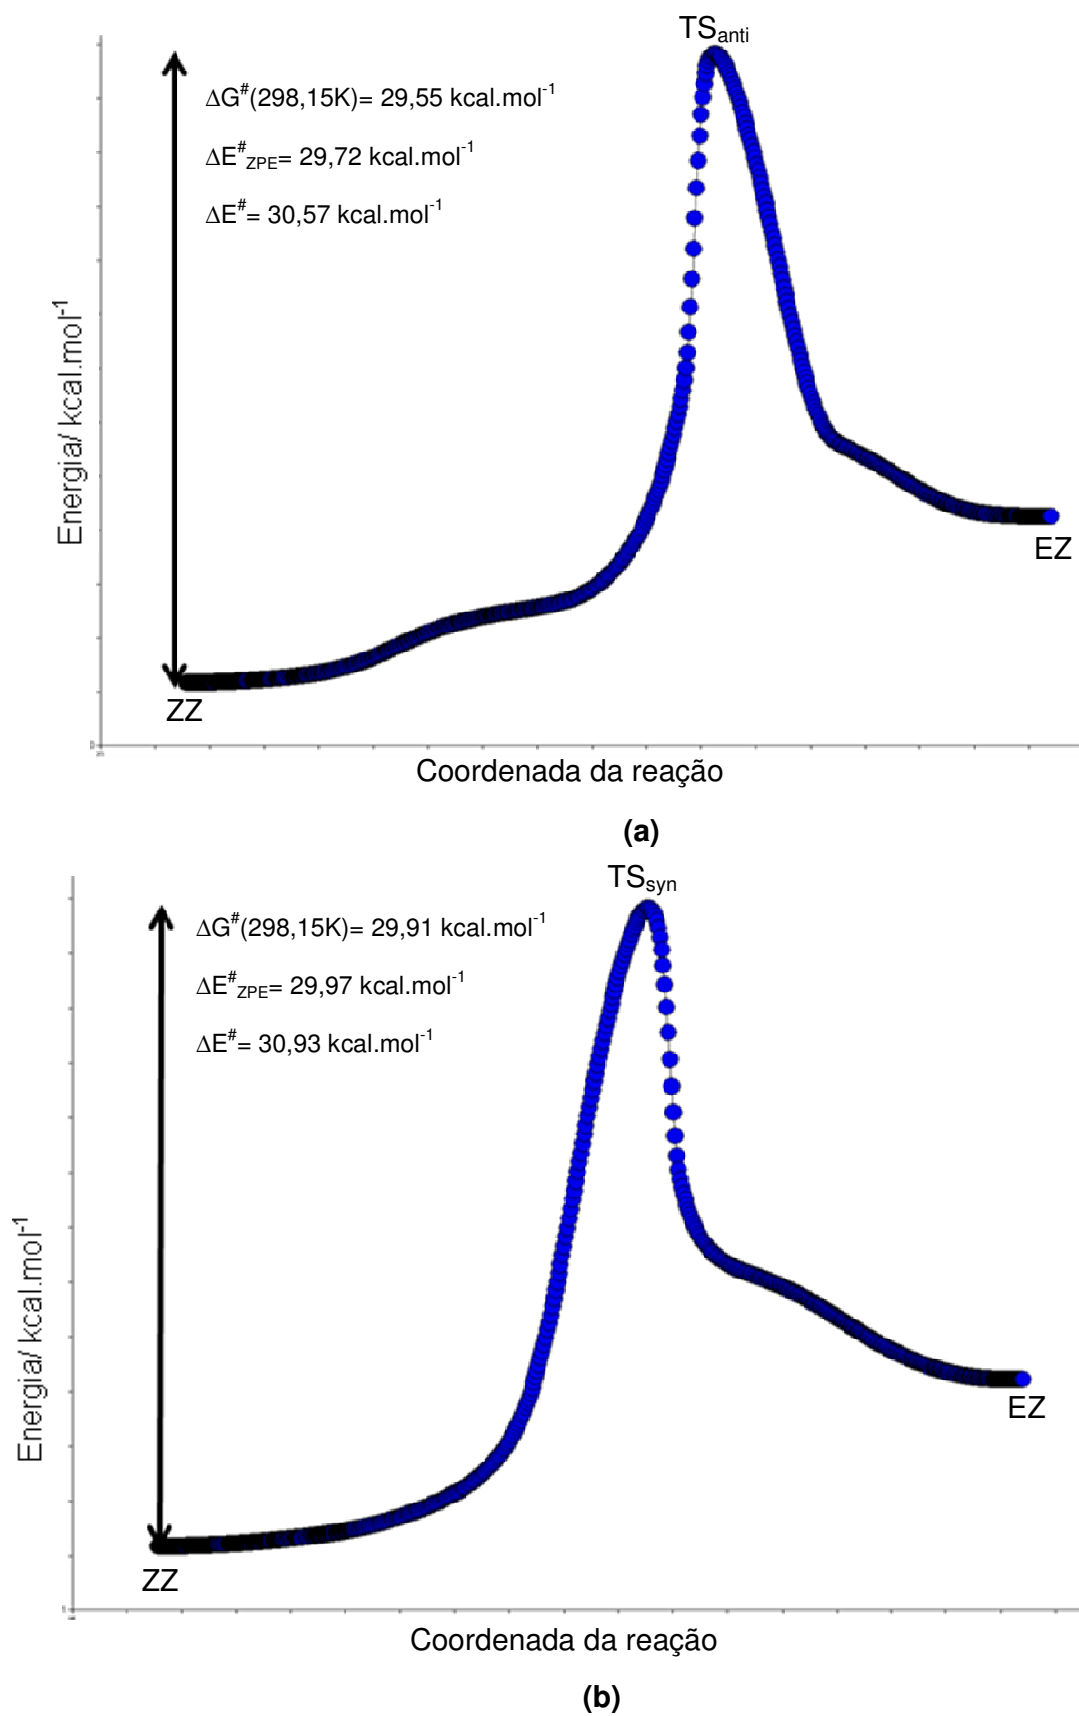 TSanti
ΔG#(298,15K)= 29,55 kcal.mol-1
ΔE#ZPE= 29,72 kcal.mol-1
ΔE#= 30,57 kcal.mol-1
Energia/ kcal.mol-1
EZ
ZZ
Coordenada da reação
(a)
TSsyn
ΔG#(298,15K)= 29,91 kcal.mol-1
ΔE#ZPE= 29,97 kcal.mol-1
ΔE#= 30,93 kcal.mol-1
Energia/ kcal.mol-1
EZ
ZZ
Coordenada da reação
(b)